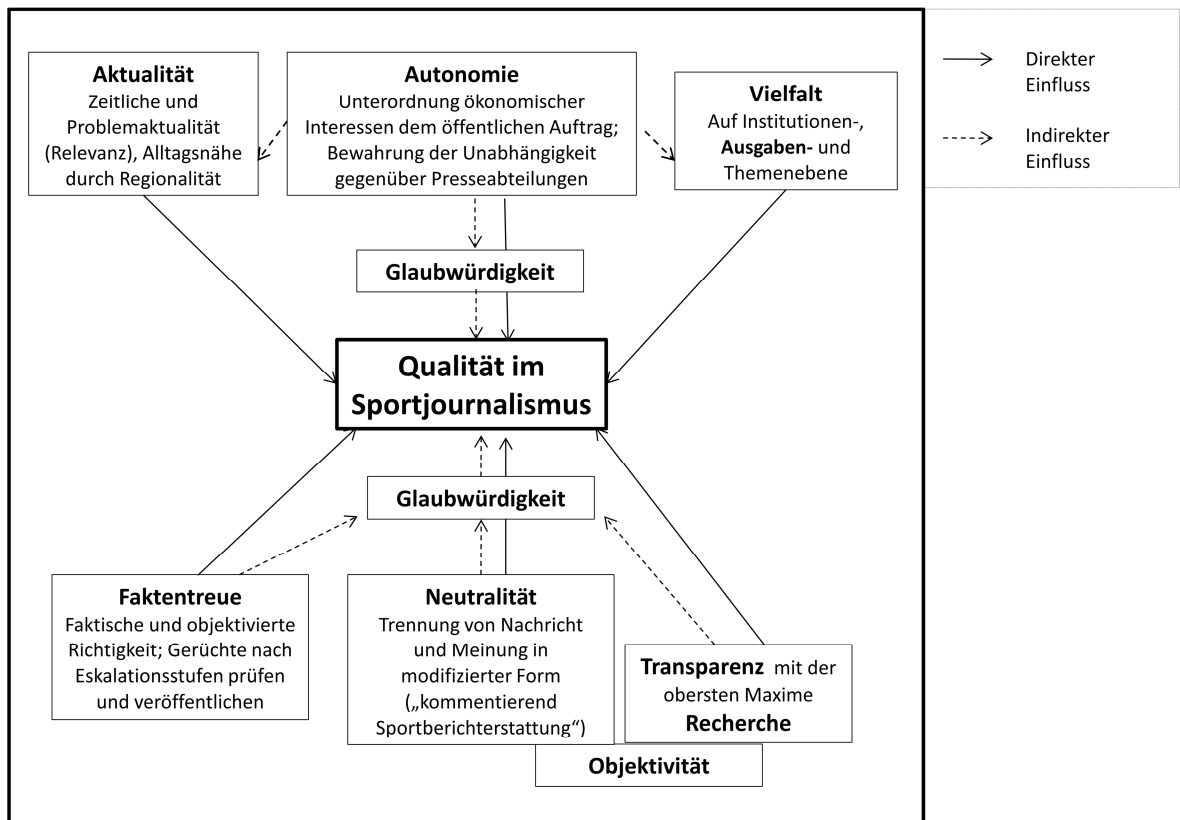 Aktualität
Zeitliche und
Problemaktualität
(Relevanz), Alltagsnähe
durch Regionalität
Autonomie
Unterordnung ökonomischer
Interessen dem öffentlichen Auftrag;
Bewahrung der Unabhängigkeit
gegenüber Presseabteilungen
Vielfalt
Auf Institutionen-,
Ausgaben- und
Themenebene
Direkter
Einfluss
Indirekter
Einfluss
Glaubwürdigkeit
Qualität im
Sportjournalismus
Glaubwürdigkeit
Faktentreue
Faktische und objektivierte
Richtigkeit; Gerüchte nach
Eskalationsstufen prüfen
und veröffentlichen
Neutralität
Trennung von Nachricht
und Meinung in
modifizierter Form
(„kommentierend
Sportberichterstattung“)
Transparenz mit der
obersten Maxime
Recherche
Objektivität